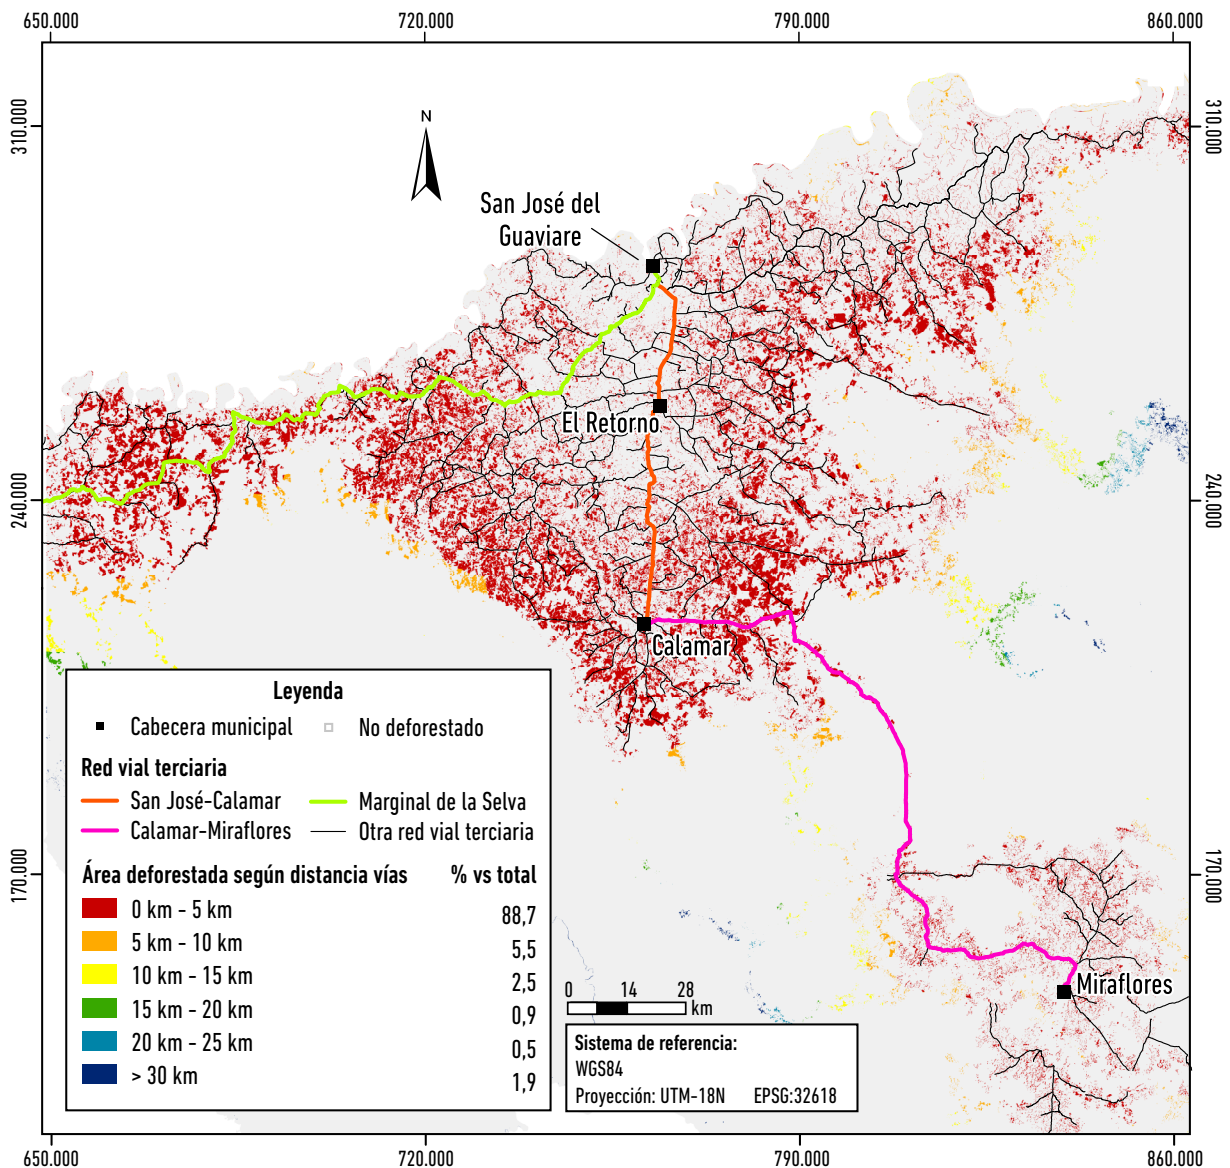 650.000 720.000 790.000 860.000
310.000 310.000
N
San José del
Guaviare
El Retorno
240.000 240.000
Calamar
Leyenda
Cabecera municipal No deforestado
Red vial terciaria
San José-Calamar Marginal de la Selva
Calamar-Miraflores Otra red vial terciaria
170.000 170.000
Área deforestada según distancia vías % vs total
0 km - 5 km 88,7
5 km - 10 km 5,5
10 km - 15 km 2,5
15 km - 20 km 0,9
20 km - 25 km 0,5
> 30 km 1,9
Miraflores
0 14 28
km
Sistema de referencia:
WGS84
Proyección: UTM-18N EPSG:32618
650.000 720.000 790.000 860.000